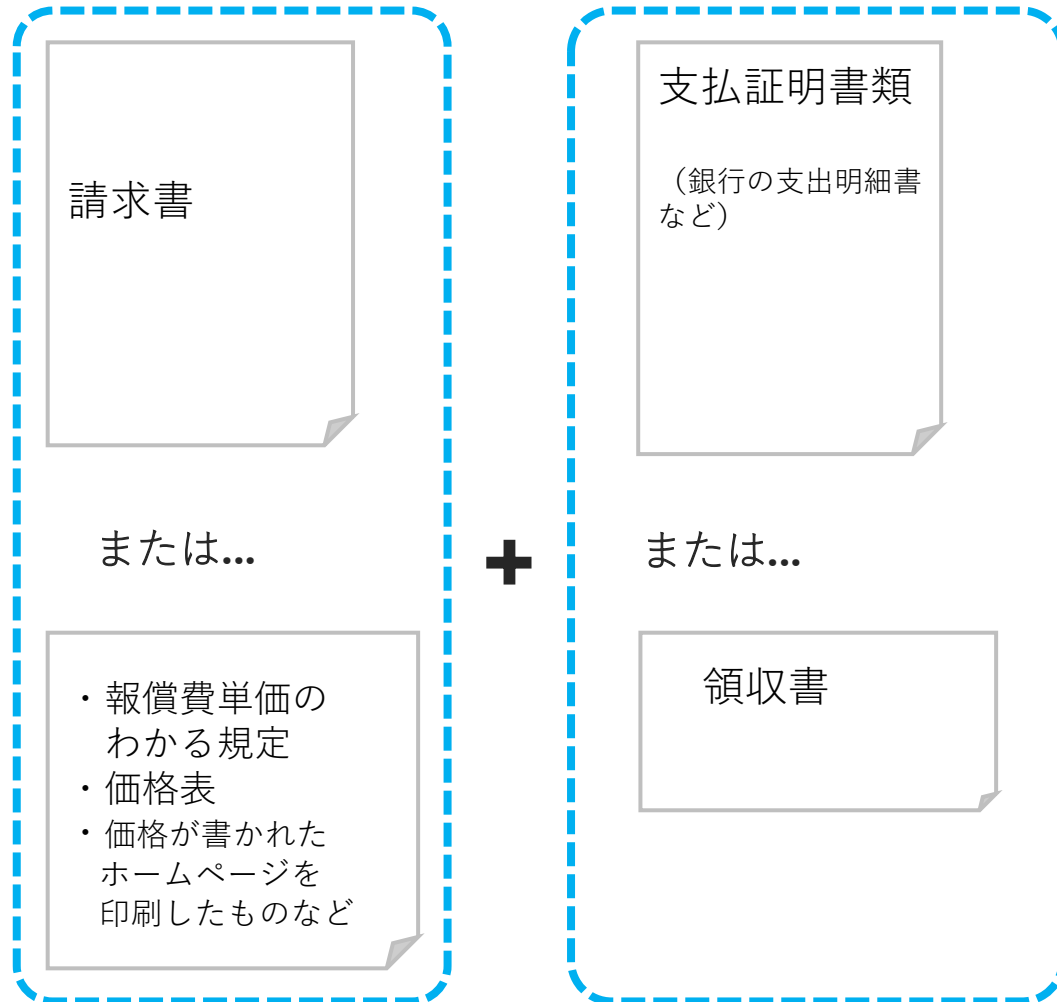 請求書
または...
・報償費単価の
わかる規定
・価格表
・価格が書かれた
ホームページを
印刷したものなど
+
支払証明書類
（銀行の支出明細書
など）
または...
領収書